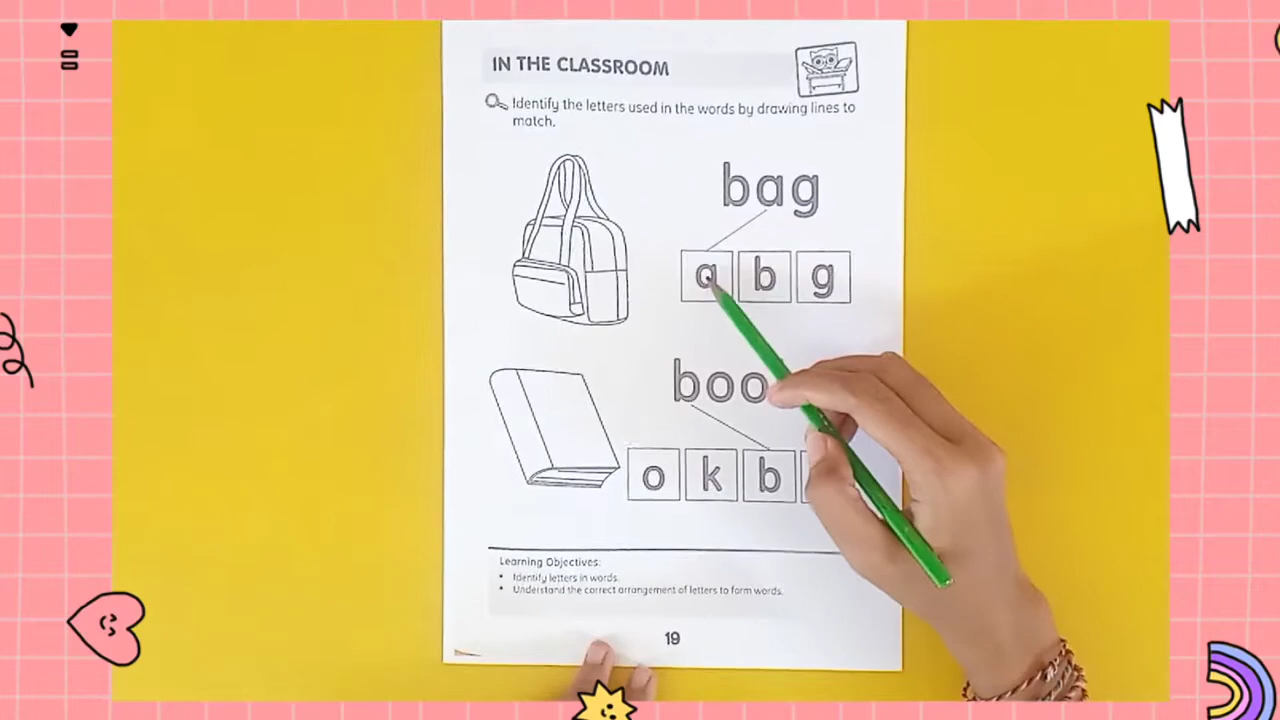 IN THE CLASSROOM
Identify the letters used in the words by drawing lines to
match.
bag
a b g
boo
o k b
Learning Objectives:
• Identify letters in words.
• Understand the correct arrangement of letters to form words.
19